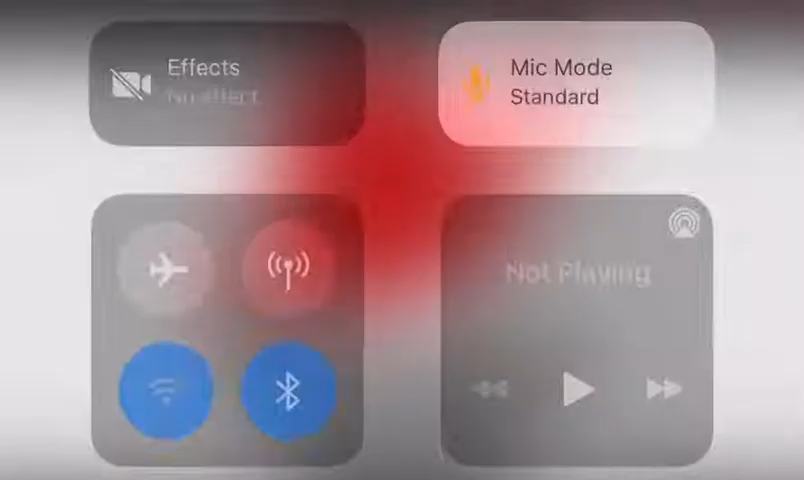 Effects
No effect
Mic Mode
Standard
Not Playing